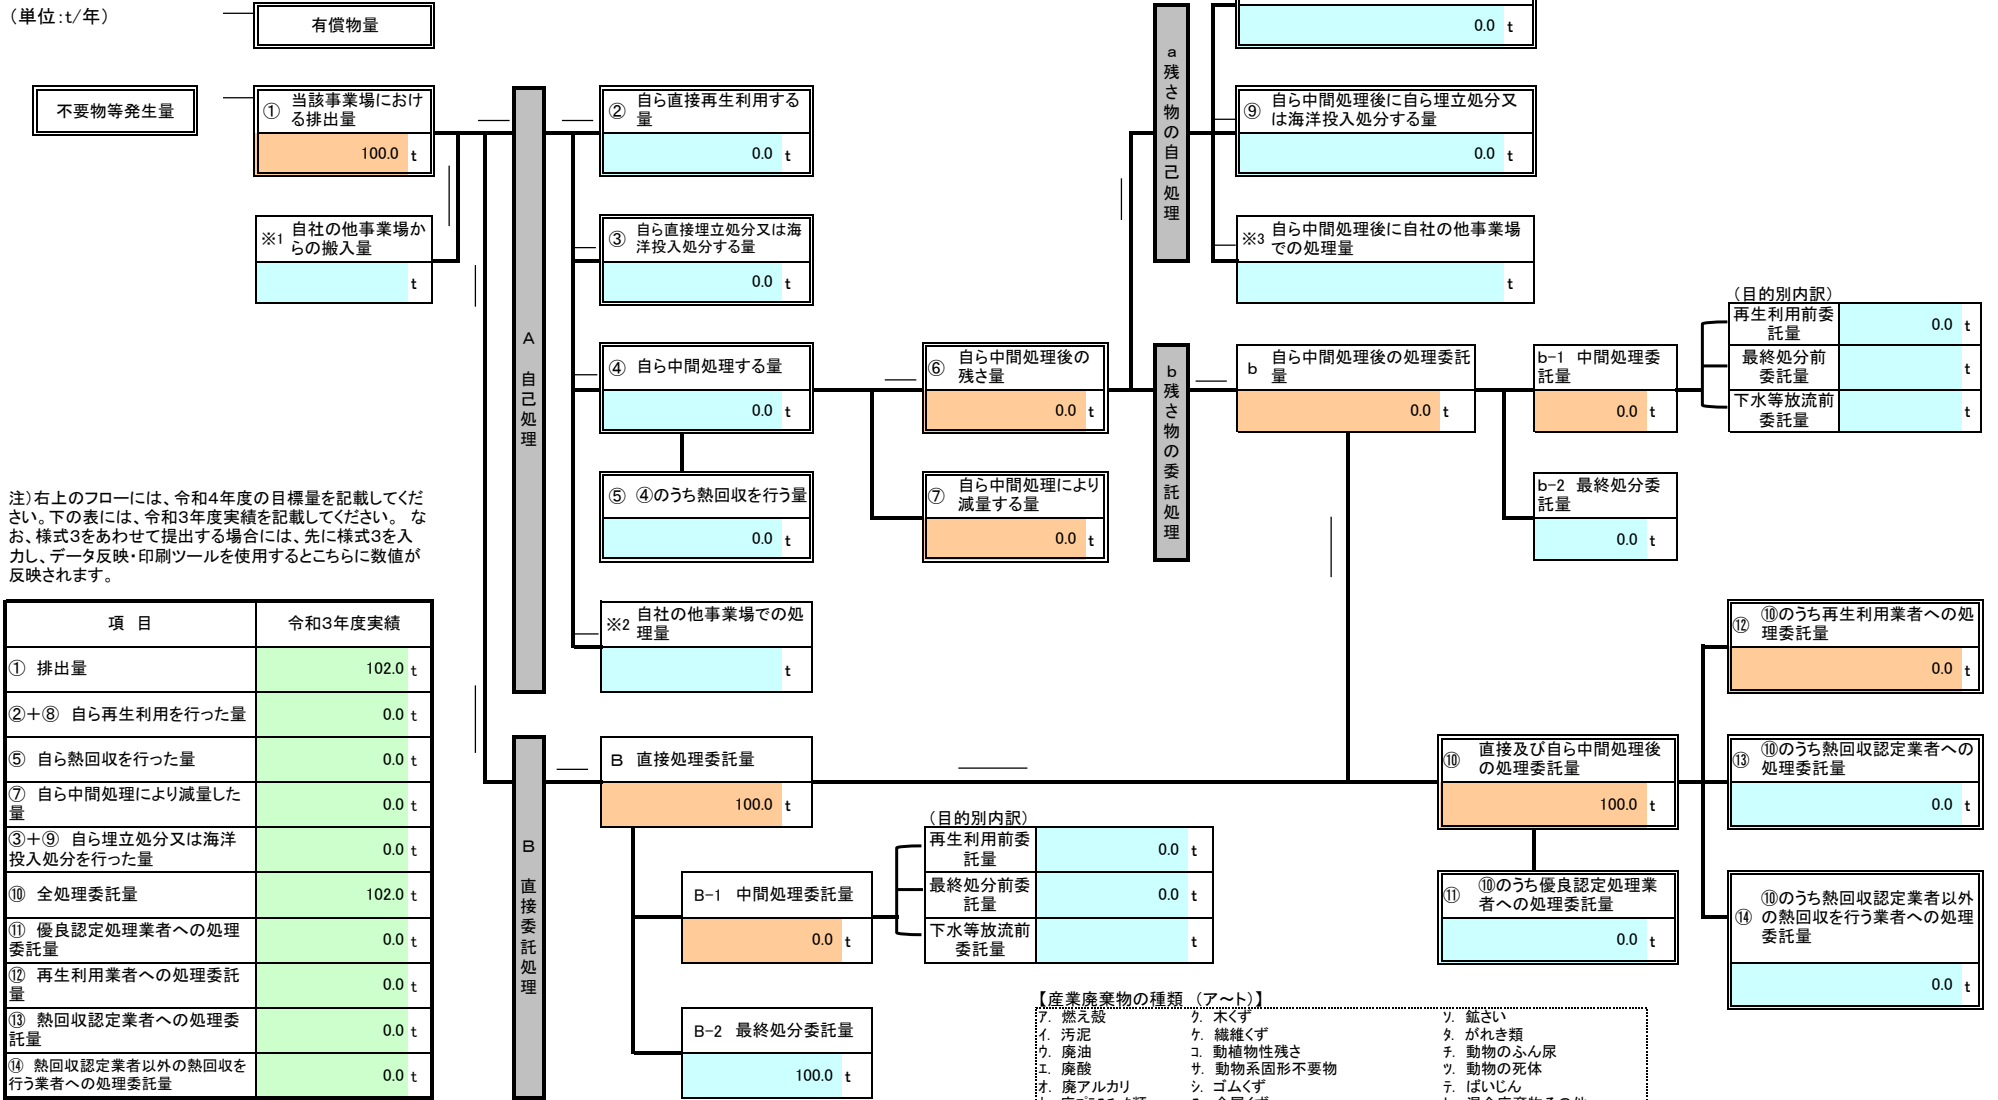 （単位:t/年）
有償物量
不要物等発生量
① 当該事業場におけ
る排出量
100.0 t
※1 自社の他事業場か
らの搬入量
t
A 自己処理
② 自ら直接再生利用する
量
0.0 t
③ 自ら直接埋立処分又は海
洋投入処分する量
0.0 t
④ 自ら中間処理する量
0.0 t
⑤ ④のうち熱回収を行う量
0.0 t
※2 自社の他事業場での処
理量
t
⑥ 自ら中間処理後の
残さ量
0.0 t
⑦ 自ら中間処理により
減量する量
0.0 t
a 残さ物の自己処理
0.0 t
⑨ 自ら中間処理後に自ら埋立処分又
は海洋投入処分する量
0.0 t
※3 自ら中間処理後に自社の他事業場
での処理量
t
b 残さ物の委託処理
b 自ら中間処理後の処理委託
量
0.0 t
b-1 中間処理委
託量
0.0 t
b-2 最終処分委
託量
0.0 t
（目的別内訳）
再生利用前委
託量
0.0 t
最終処分前
委託量
t
下水等放流前
委託量
t
注）右上のフローには、令和４年度の目標量を記載してくだ
さい。下の表には、令和３年度実績を記載してください。 な
お、様式３をあわせて提出する場合には、先に様式３を入
力し、データ反映・印刷ツールを使用するとこちらに数値が
反映されます。
項 目 令和３年度実績
① 排出量 102.0 t
②＋⑧ 自ら再生利用を行った量 0.0 t
⑤ 自ら熱回収を行った量 0.0 t
⑦ 自ら中間処理により減量した
量 0.0 t
③＋⑨ 自ら埋立処分又は海洋
投入処分を行った量 0.0 t
⑩ 全処理委託量 102.0 t
⑪ 優良認定処理業者への処理
委託量 0.0 t
⑫ 再生利用業者への処理委託
量 0.0 t
⑬ 熱回収認定業者への処理委
託量 0.0 t
⑭ 熱回収認定業者以外の熱回収を
行う業者への処理委託量 0.0 t
B 直接委託処理
B 直接処理委託量
100.0 t
B-1 中間処理委託量
0.0 t
B-2 最終処分委託量
100.0 t
（目的別内訳）
再生利用前委
託量
0.0 t
最終処分前委
託量
0.0 t
下水等放流前
委託量
t
⑩ 直接及び自ら中間処理後
の処理委託量
100.0 t
⑪ ⑩のうち優良認定処理業
者への処理委託量
0.0 t
⑫ ⑩のうち再生利用業者への処
理委託量
0.0 t
⑬ ⑩のうち熱回収認定業者への
処理委託量
0.0 t
⑭ ⑩のうち熱回収認定業者以外
の熱回収を行う業者への処理
委託量
0.0 t
【産業廃棄物の種類 （ア～ト）】
ア. 燃え殻 ク. 木くず ソ. 鉱さい
イ. 汚泥 ケ. 繊維くず タ. がれき類
ウ. 廃油 コ. 動植物性残さ チ. 動物のふん尿
エ. 廃酸 サ. 動物系固形不要物 ツ. 動物の死体
オ. 廃アルカリ シ. ゴムくず テ. ばいじん